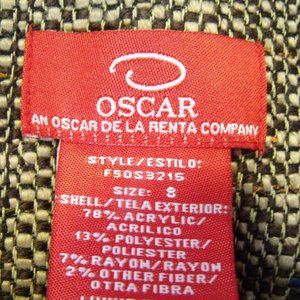 OSCAR
AN OSCAR DE LA RENTA COMPANY
STYLE/ESTILO:
F50S3215
SIZE: 8
SHELL/TELA EXTERIOR:
78% ACRYLIC/
ACRILICO
13% POLYESTER/
POLIESTER
7% RAYON/RAYON
2% OTHER FIBER/
OTRA FIBRA